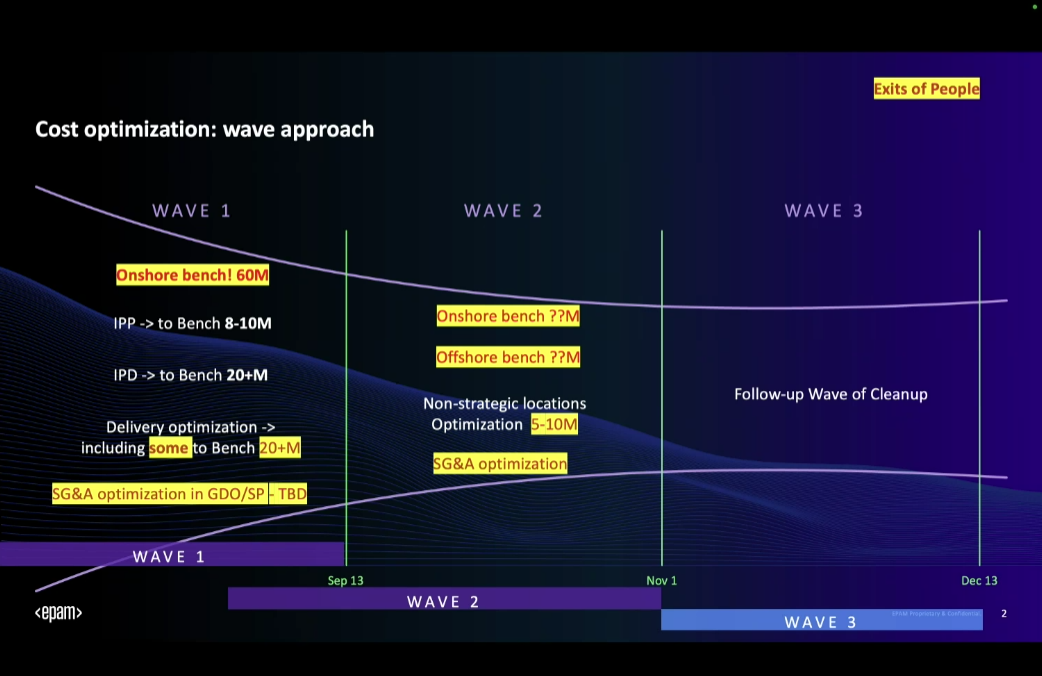 Exits of People
Cost optimization: wave approach
WAVE 1
WAVE 2
WAVE 3
Onshore bench! 60M
IPP -> to Bench 8-10M
IPD -> to Bench 20+M
Delivery optimization ->
including some to Bench 20+M
SG&A optimization in GDO/SP - TBD
Onshore bench ??M
Offshore bench ??M
Non-strategic locations
Optimization 5-10M
SG&A optimization
Follow-up Wave of Cleanup
WAVE 1
Sep 13
Nov 1
Dec 13
WAVE 2
WAVE 3
<epam>
EPAM Proprietary & Confidential.
2